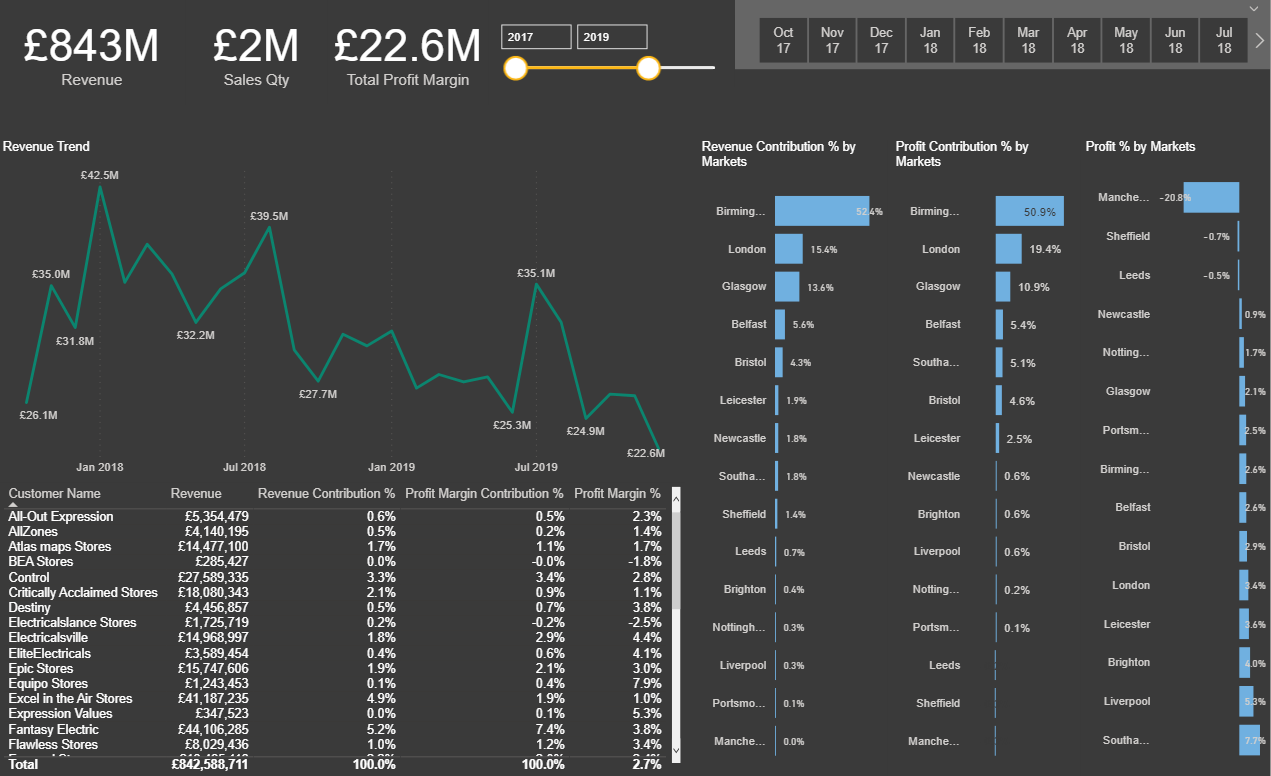 £843M
Revenue
£2M
Sales Qty
£22.6M
Total Profit Margin
2017
2019
Oct 17
Nov 17
Dec 17
Jan 18
Feb 18
Mar 18
Apr 18
May 18
Jun 18
Jul 18
Revenue Trend
£42.5M
£39.5M
£35.0M
£35.1M
£31.8M
£32.2M
£27.7M
£26.1M
£25.3M
£24.9M
£22.6M
Jan 2018
Jul 2018
Jan 2019
Jul 2019
Customer Name Revenue Revenue Contribution % Profit Margin Contribution % Profit Margin %
All-Out Expression £5,354,479 0.6% 0.5% 2.3%
AllZones £4,140,195 0.5% 0.2% 1.4%
Atlas maps Stores £14,477,100 1.7% 1.1% 1.7%
BEA Stores £285,427 0.0% -0.0% -1.8%
Control £27,589,335 3.3% 3.4% 2.8%
Critically Acclaimed Stores £18,080,343 2.1% 0.9% 1.1%
Destiny £4,456,857 0.5% 0.7% 3.8%
Electricalslance Stores £1,725,719 0.2% -0.2% -2.5%
Electricalsville £14,968,997 1.8% 2.9% 4.4%
EliteElectricals £3,589,454 0.4% 0.6% 4.1%
Epic Stores £15,747,606 1.9% 2.1% 3.0%
Equipo Stores £1,243,453 0.1% 0.4% 7.9%
Excel in the Air Stores £41,187,235 4.9% 1.9% 1.0%
Expression Values £347,523 0.0% 0.1% 5.3%
Fantasy Electric £44,106,285 5.2% 7.4% 3.8%
Flawless Stores £8,029,436 1.0% 1.2% 3.4%
Total £842,588,711 100.0% 100.0% 2.7%
Revenue Contribution % by
Markets
Birming... 52.4%
London 15.4%
Glasgow 13.6%
Belfast 5.6%
Bristol 4.3%
Leicester 1.9%
Newcastle 1.8%
Southa... 1.8%
Sheffield 1.4%
Leeds 0.7%
Brighton 0.4%
Nottingh... 0.3%
Liverpool 0.3%
Portsmo... 0.1%
Manche... 0.0%
Profit Contribution % by
Markets
Birming... 50.9%
London 19.4%
Glasgow 10.9%
Belfast 5.4%
Southa... 5.1%
Bristol 4.6%
Leicester 2.5%
Newcastle 0.6%
Brighton 0.6%
Liverpool 0.6%
Notting... 0.2%
Portsm... 0.1%
Leeds
Sheffield
Manche...
Profit % by Markets
Manche... -20.8%
Sheffield -0.7%
Leeds -0.5%
Newcastle 0.9%
Notting... 1.7%
Glasgow 2.1%
Portsm... 2.5%
Birming... 2.6%
Belfast 2.6%
Bristol 2.9%
London 3.4%
Leicester 3.6%
Brighton 4.0%
Liverpool 5.3%
Southa... 7.7%